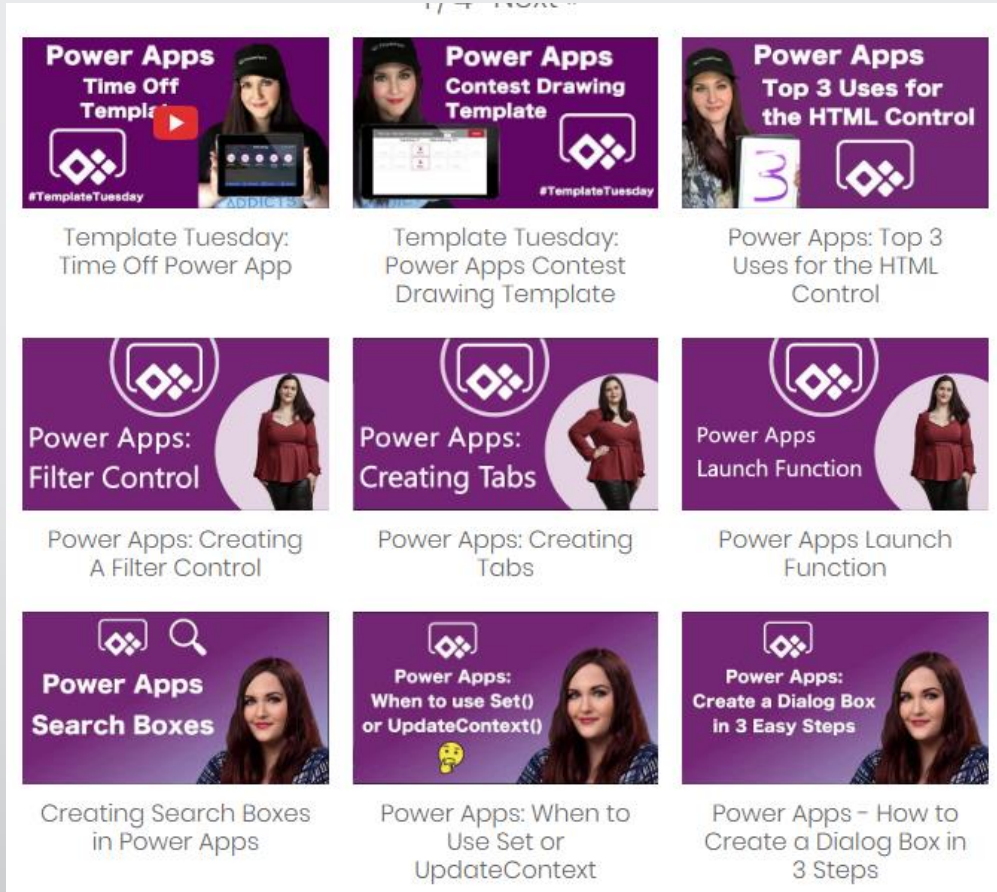 1/4 Next »
Power Apps
Time Off
Template
#TemplateTuesday
ADDICTS
Power Apps
Contest Drawing
Template
#TemplateTuesday
Power Apps
Top 3 Uses for
the HTML Control
3
Template Tuesday:
Time Off Power App
Template Tuesday:
Power Apps Contest
Drawing Template
Power Apps: Top 3
Uses for the HTML
Control
Power Apps:
Filter Control
Power Apps:
Creating Tabs
Power Apps
Launch Function
Power Apps: Creating
A Filter Control
Power Apps: Creating
Tabs
Power Apps Launch
Function
Power Apps
Search Boxes
Power Apps:
When to use Set()
or UpdateContext()
Power Apps:
Create a Dialog Box
in 3 Easy Steps
Creating Search Boxes
in Power Apps
Power Apps: When to
Use Set or
UpdateContext
Power Apps - How to
Create a Dialog Box in
3 Steps